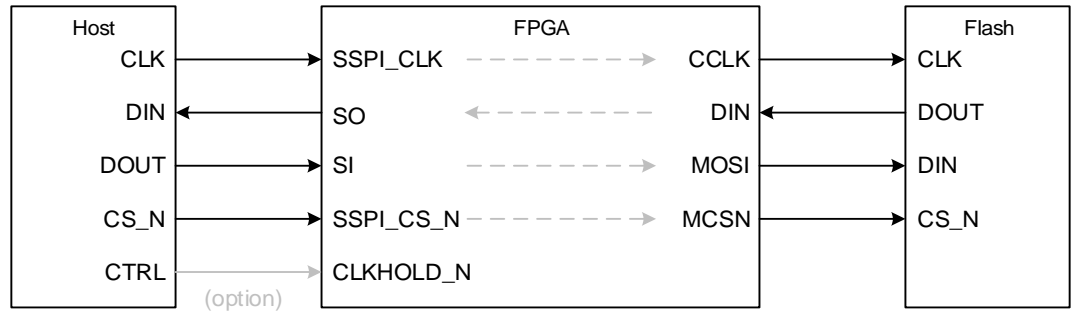 Host FPGA Flash
CLK SSPI_CLK CCLK CLK
DIN SO DIN DOUT
DOUT SI MOSI DIN
CS_N SSPI_CS_N MCSN CS_N
CTRL CLKHOLD_N
(option)